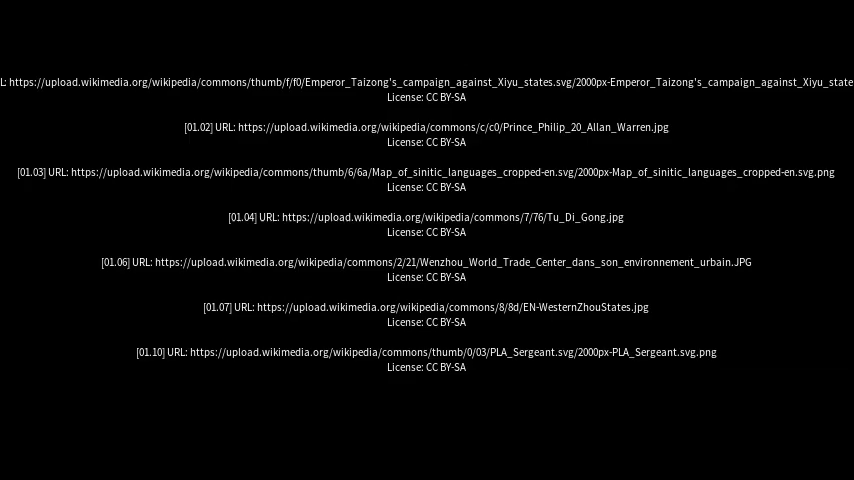 L: https://upload.wikimedia.org/wikipedia/commons/thumb/f/f0/Emperor_Taizong's_campaign_against_Xiyu_states.svg/2000px-Emperor_Taizong's_campaign_against_Xiyu_state
License: CC BY-SA
[01.02] URL: https://upload.wikimedia.org/wikipedia/commons/c/c0/Prince_Philip_20_Allan_Warren.jpg
License: CC BY-SA
[01.03] URL: https://upload.wikimedia.org/wikipedia/commons/thumb/6/6a/Map_of_sinitic_languages_cropped-en.svg/2000px-Map_of_sinitic_languages_cropped-en.svg.png
License: CC BY-SA
[01.04] URL: https://upload.wikimedia.org/wikipedia/commons/7/76/Tu_Di_Gong.jpg
License: CC BY-SA
[01.06] URL: https://upload.wikimedia.org/wikipedia/commons/2/21/Wenzhou_World_Trade_Center_dans_son_environnement_urbain.JPG
License: CC BY-SA
[01.07] URL: https://upload.wikimedia.org/wikipedia/commons/8/8d/EN-WesternZhouStates.jpg
License: CC BY-SA
[01.10] URL: https://upload.wikimedia.org/wikipedia/commons/thumb/0/03/PLA_Sergeant.svg/2000px-PLA_Sergeant.svg.png
License: CC BY-SA